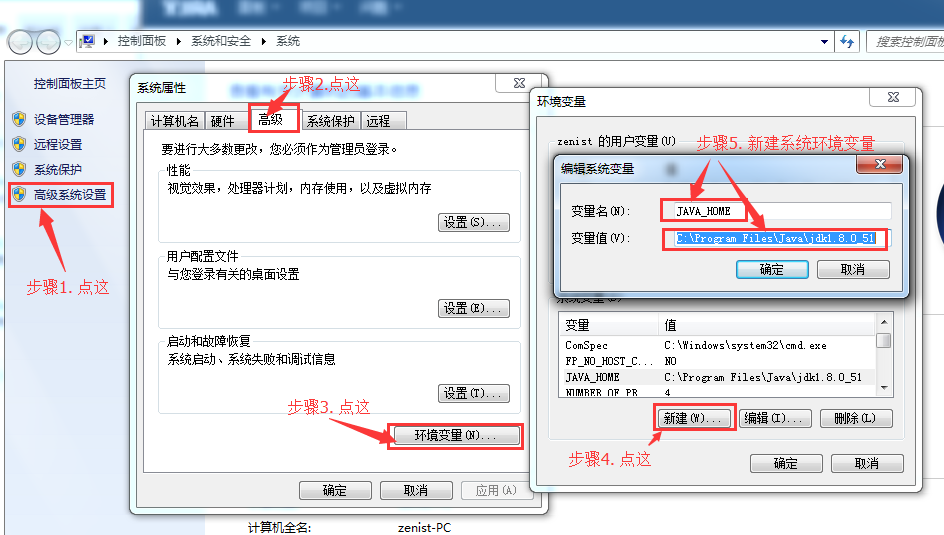 控制面板 ▸ 系统和安全 ▸ 系统
搜索控制面板
控制面板主页
设备管理器
远程设置
系统保护
高级系统设置
步骤1. 点这
系统属性
步骤2.点这
计算机名 硬件 高级 系统保护 远程
要进行大多数更改，您必须作为管理员登录。
性能
视觉效果，处理器计划，内存使用，以及虚拟内存
设置(S)...
用户配置文件
与您登录有关的桌面设置
设置(E)...
启动和故障恢复
系统启动、系统失败和调试信息
设置(T)...
步骤3. 点这
环境变量(N)...
确定 取消 应用(A)
计算机全名: zenist-PC
环境变量
zenist 的用户变量(U)
步骤5. 新建系统环境变量
编辑系统变量
变量名(N): JAVA_HOME
变量值(V): C:\Program Files\Java\jdk1.8.0_51
确定 取消
系统变量(S)
变量 值
ComSpec C:\Windows\system32\cmd.exe
FP_NO_HOST_C... NO
JAVA_HOME C:\Program Files\Java\jdk1.8.0_51
NUMBER_OF_PR 4
新建(W)... 编辑(I)... 删除(L)
步骤4. 点这
确定 取消